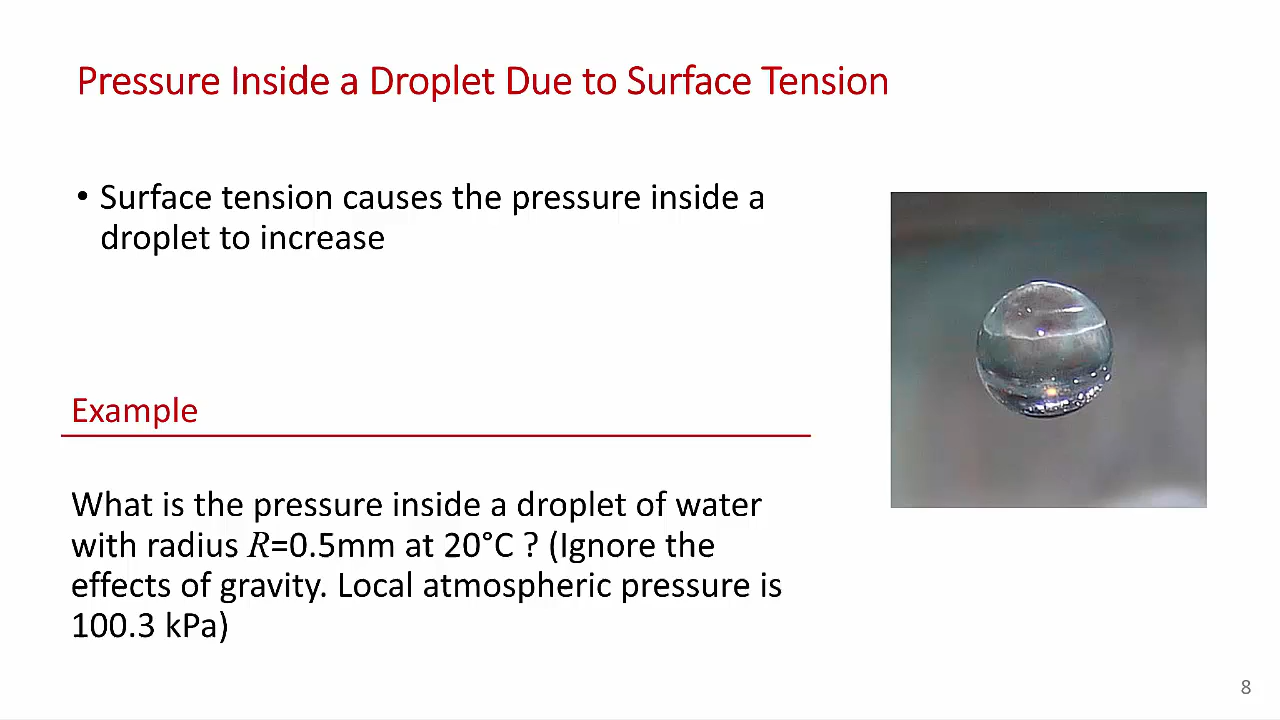 Pressure Inside a Droplet Due to Surface Tension
• Surface tension causes the pressure inside a
droplet to increase
Example
What is the pressure inside a droplet of water
with radius R=0.5mm at 20°C ? (Ignore the
effects of gravity. Local atmospheric pressure is
100.3 kPa)
8